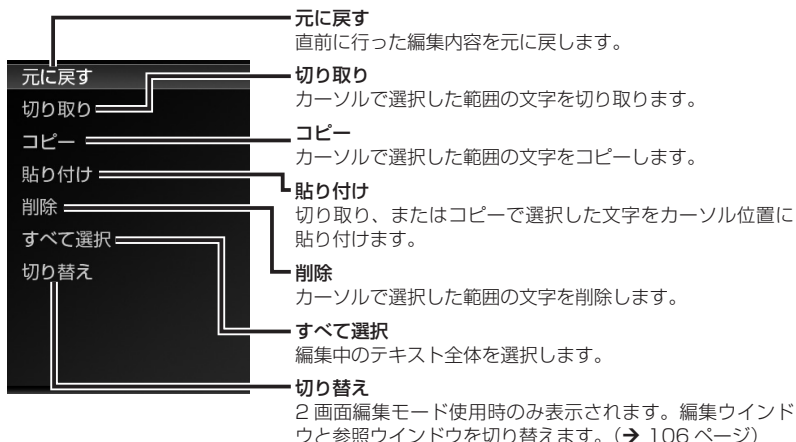 元に戻す
切り取り
コピー
貼り付け
削除
すべて選択
切り替え
元に戻す
直前に行った編集内容を元に戻します。
切り取り
カーソルで選択した範囲の文字を切り取ります。
コピー
カーソルで選択した範囲の文字をコピーします。
貼り付け
切り取り、またはコピーで選択した文字をカーソル位置に
貼り付けます。
削除
カーソルで選択した範囲の文字を削除します。
すべて選択
編集中のテキスト全体を選択します。
切り替え
2 画面編集モード使用時のみ表示されます。編集ウインド
ウと参照ウインドウを切り替えます。(→ 106 ページ)